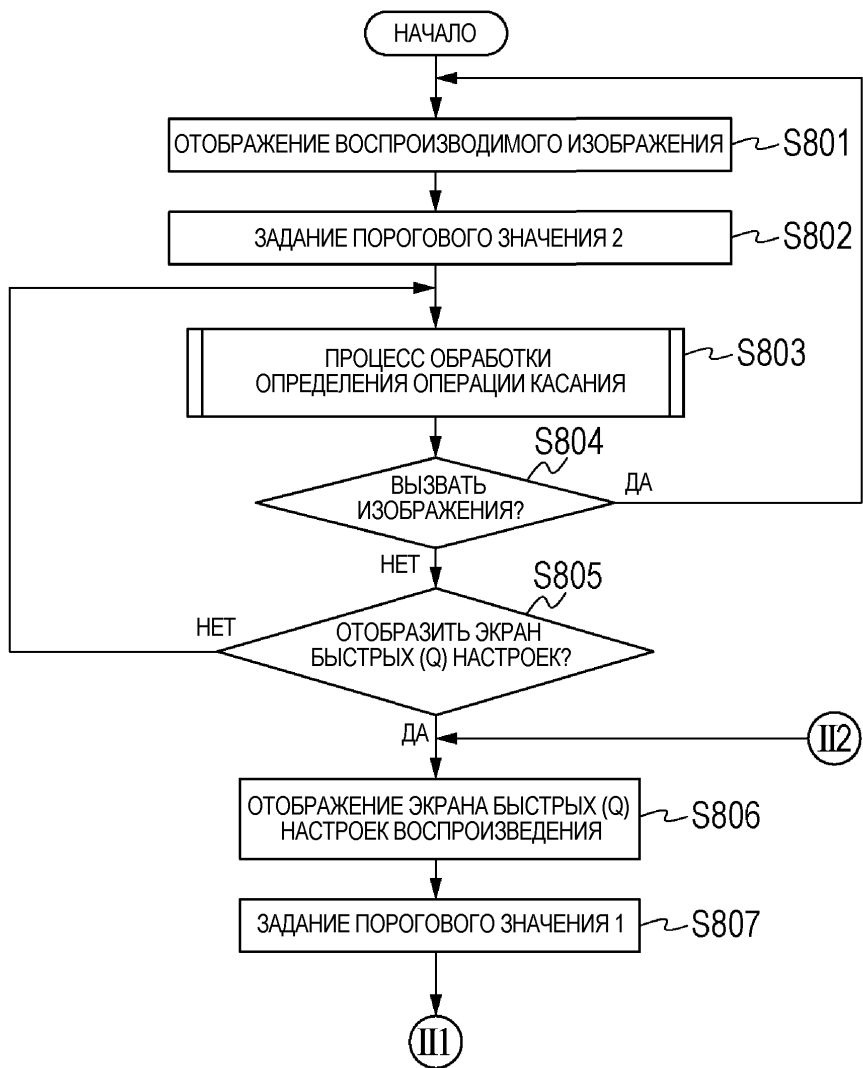 НАЧАЛО
ОТОБРАЖЕНИЕ ВОСПРОИЗВОДИМОГО ИЗОБРАЖЕНИЯ
S801
ЗАДАНИЕ ПОРОГОВОГО ЗНАЧЕНИЯ 2
S802
ПРОЦЕСС ОБРАБОТКИ
ОПРЕДЕЛЕНИЯ ОПЕРАЦИИ КАСАНИЯ
S803
S804
ВЫЗВАТЬ
ИЗОБРАЖЕНИЯ?
ДА
НЕТ
S805
НЕТ
ОТОБРАЗИТЬ ЭКРАН
БЫСТРЫХ (Q) НАСТРОЕК?
ДА
II2
ОТОБРАЖЕНИЕ ЭКРАНА БЫСТРЫХ (Q)
НАСТРОЕК ВОСПРОИЗВЕДЕНИЯ
S806
ЗАДАНИЕ ПОРОГОВОГО ЗНАЧЕНИЯ 1
S807
II1